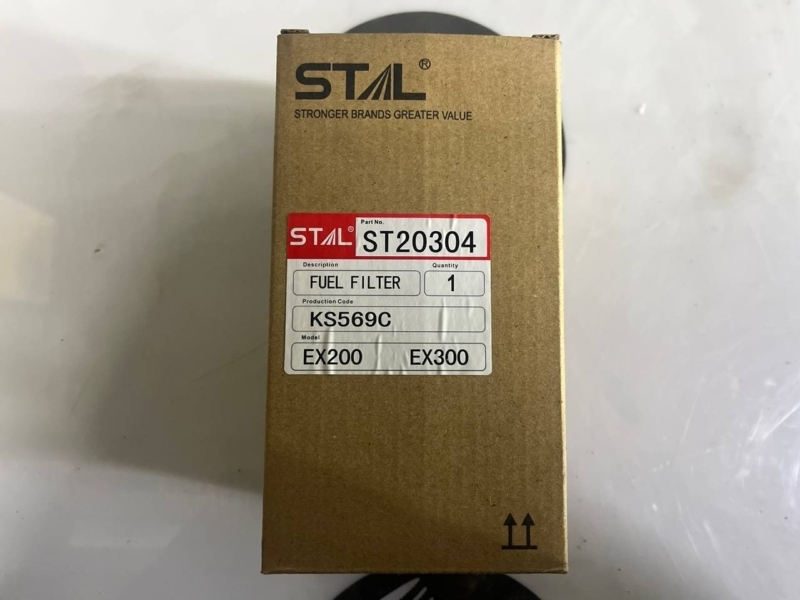 STAL®
STRONGER BRANDS GREATER VALUE
STAL®
Part No.
ST20304
Description
Quantity
FUEL FILTER
1
Production Code
KS569C
Model
EX200 EX300